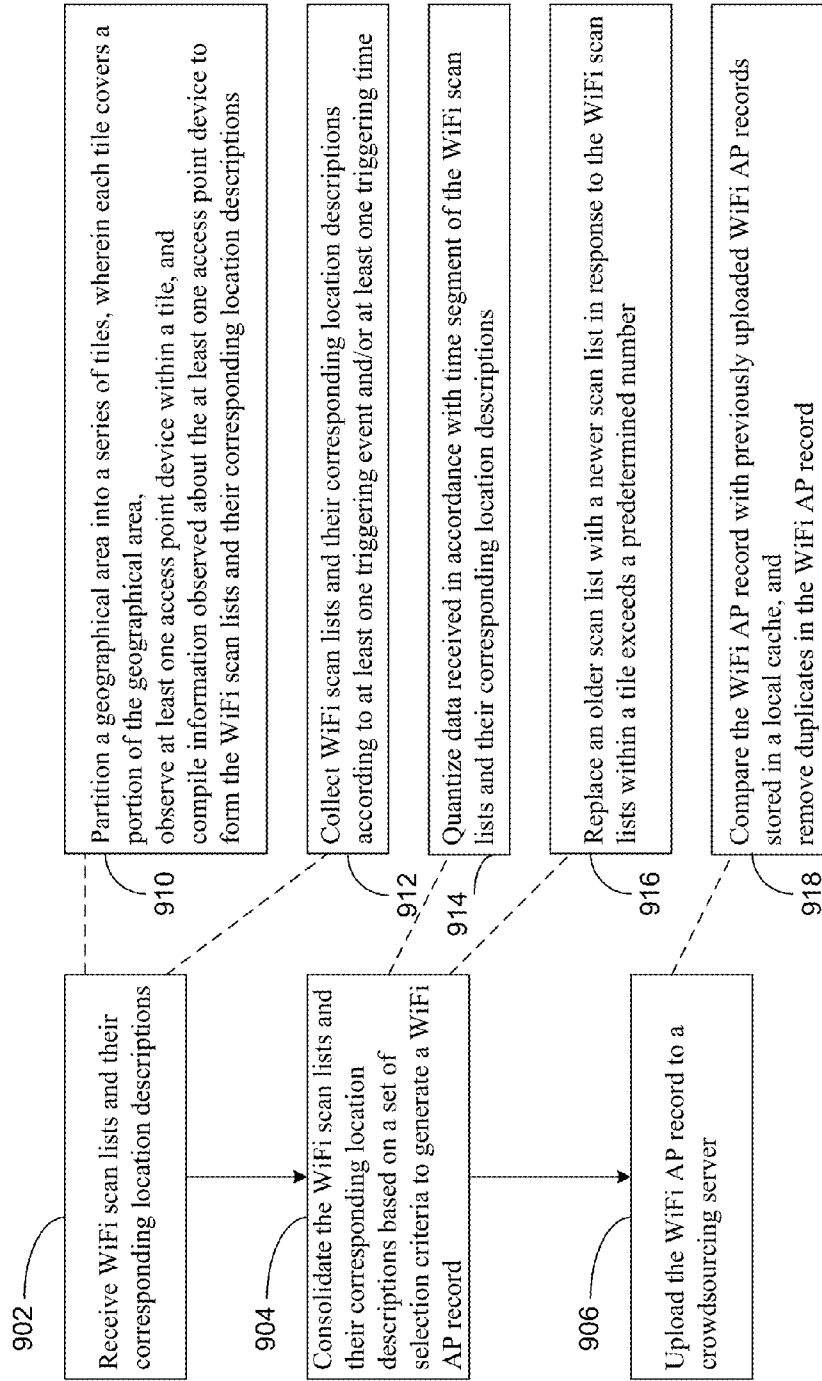 902
Receive WiFi scan lists and their
corresponding location descriptions
904
Consolidate the WiFi scan lists and
their corresponding location
descriptions based on a set of
selection criteria to generate a WiFi
AP record
906
Upload the WiFi AP record to a
crowdsourcing server
910
Partition a geographical area into a series of tiles, wherein each tile covers a
portion of the geographical area,
observe at least one access point device within a tile, and
compile information observed about the at least one access point device to
form the WiFi scan lists and their corresponding location descriptions
912
Collect WiFi scan lists and their corresponding location descriptions
according to at least one triggering event and/or at least one triggering time
914
Quantize data received in accordance with time segment of the WiFi scan
lists and their corresponding location descriptions
916
Replace an older scan list with a newer scan list in response to the WiFi scan
lists within a tile exceeds a predetermined number
918
Compare the WiFi AP record with previously uploaded WiFi AP records
stored in a local cache, and
remove duplicates in the WiFi AP record